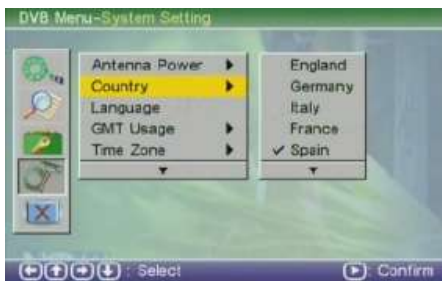 DVB Menu-System Setting
Antenna Power
Country
Language
GMT Usage
Time Zone
England
Germany
Italy
France
✓ Spain
: Select
: Confirm